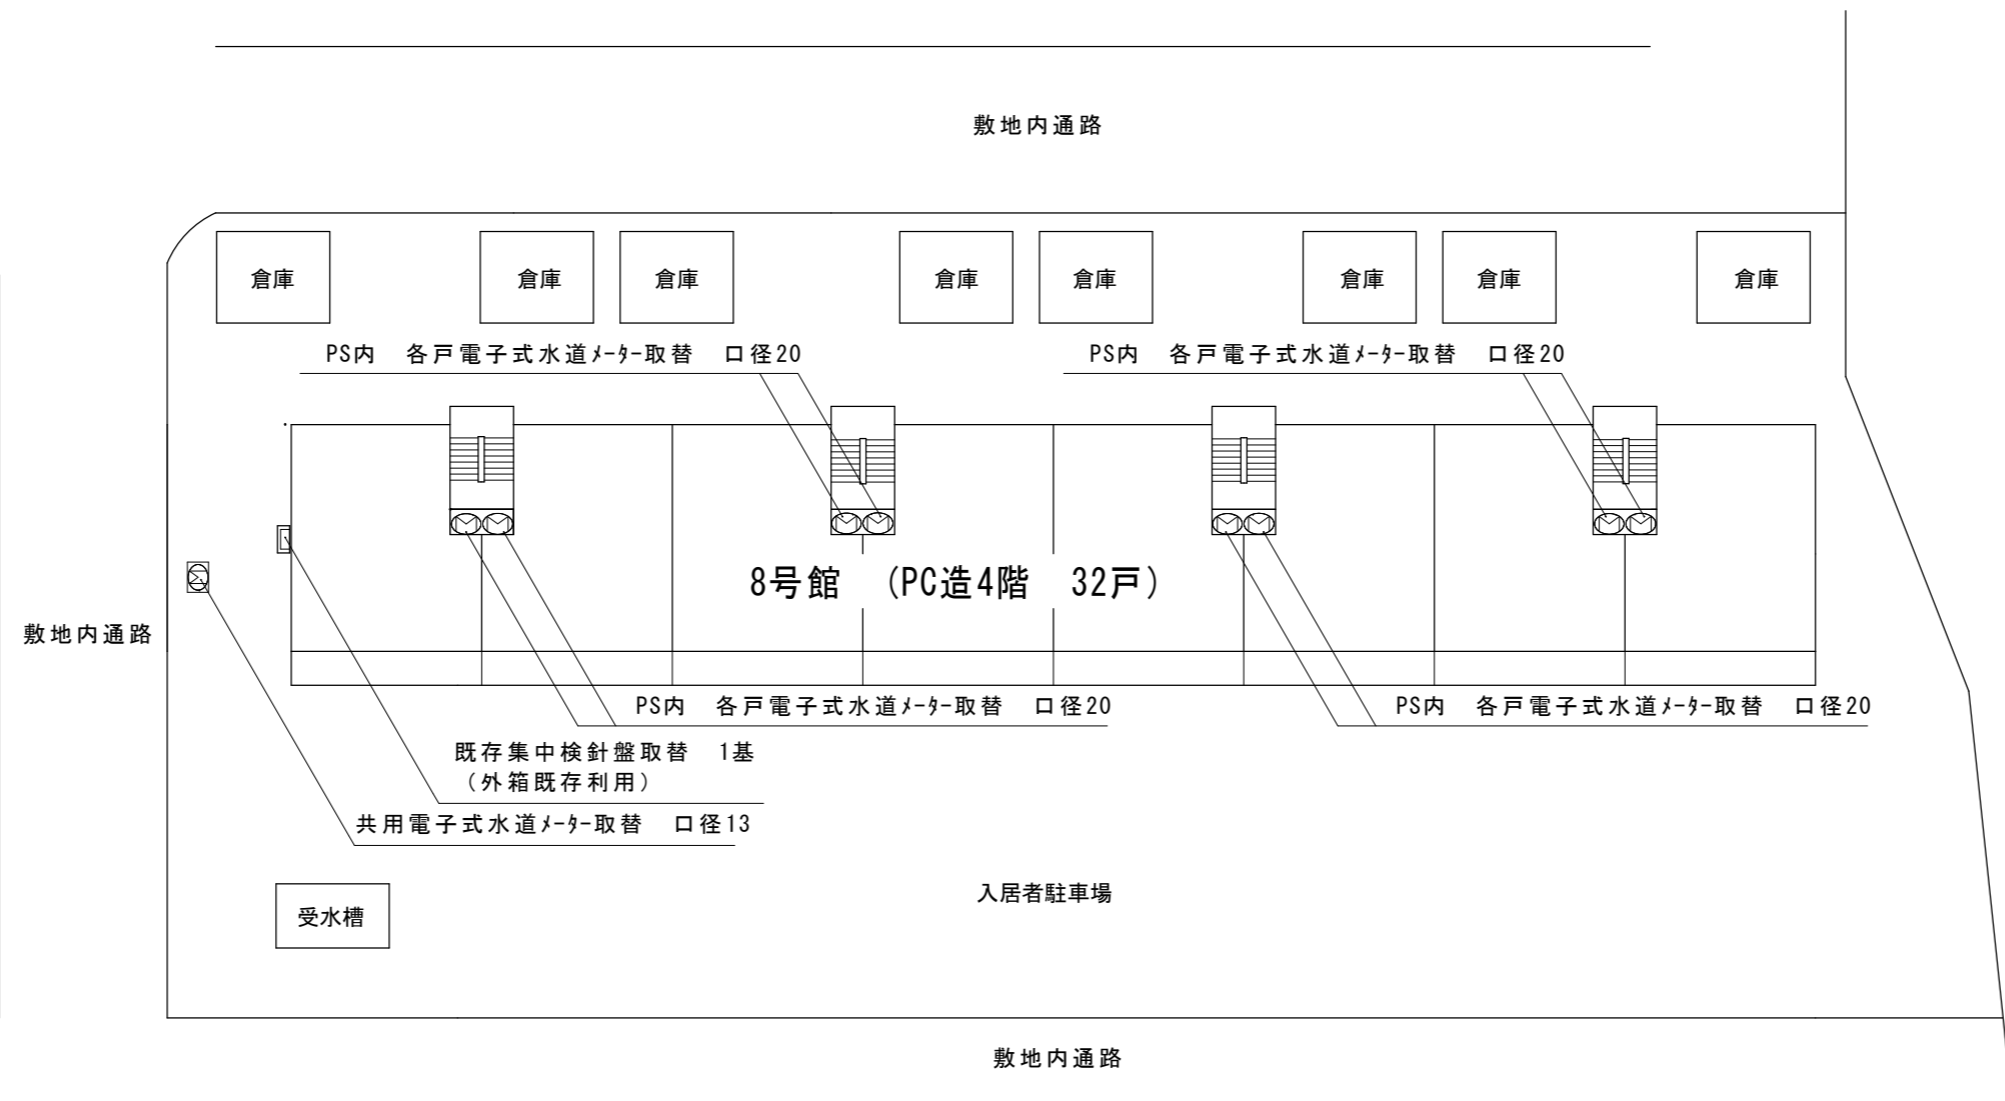 敷地内通路
倉庫
倉庫
倉庫
倉庫
倉庫
倉庫
倉庫
倉庫
PS内 各戸電子式水道ﾒｰﾀｰ取替 口径20
PS内 各戸電子式水道ﾒｰﾀｰ取替 口径20
8号館 (PC造4階 32戸)
敷地内通路
PS内 各戸電子式水道ﾒｰﾀｰ取替 口径20
PS内 各戸電子式水道ﾒｰﾀｰ取替 口径20
既存集中検針盤取替 1基
(外箱既存利用)
共用電子式水道ﾒｰﾀｰ取替 口径13
入居者駐車場
受水槽
敷地内通路